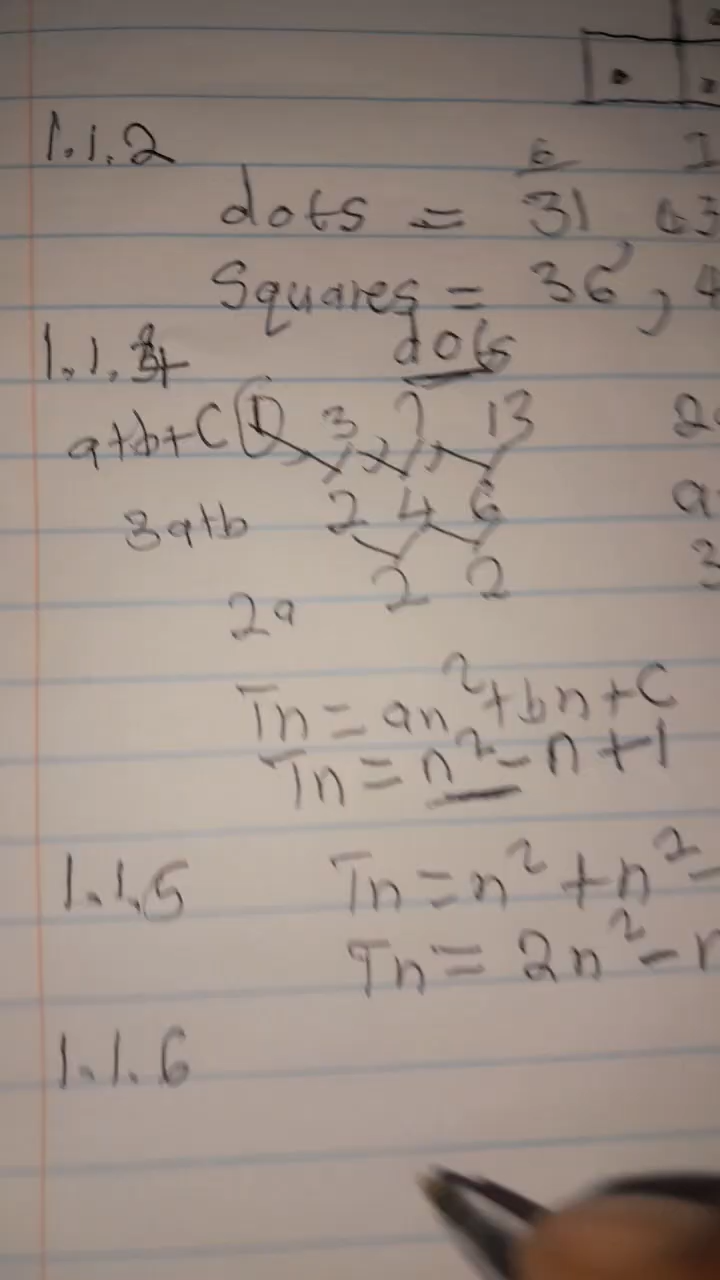 1.1.2
6
dots = 31, 43
Squares = 36, 4
1.1.4
dots
a+b+C 1 3 7 13
3a+b 2 4 6
2a 2 2
Tn = an²+bn+C
Tn = n²-n+1
1.1.5 Tn = n² + n² -
Tn = 2n² -
1.1.6